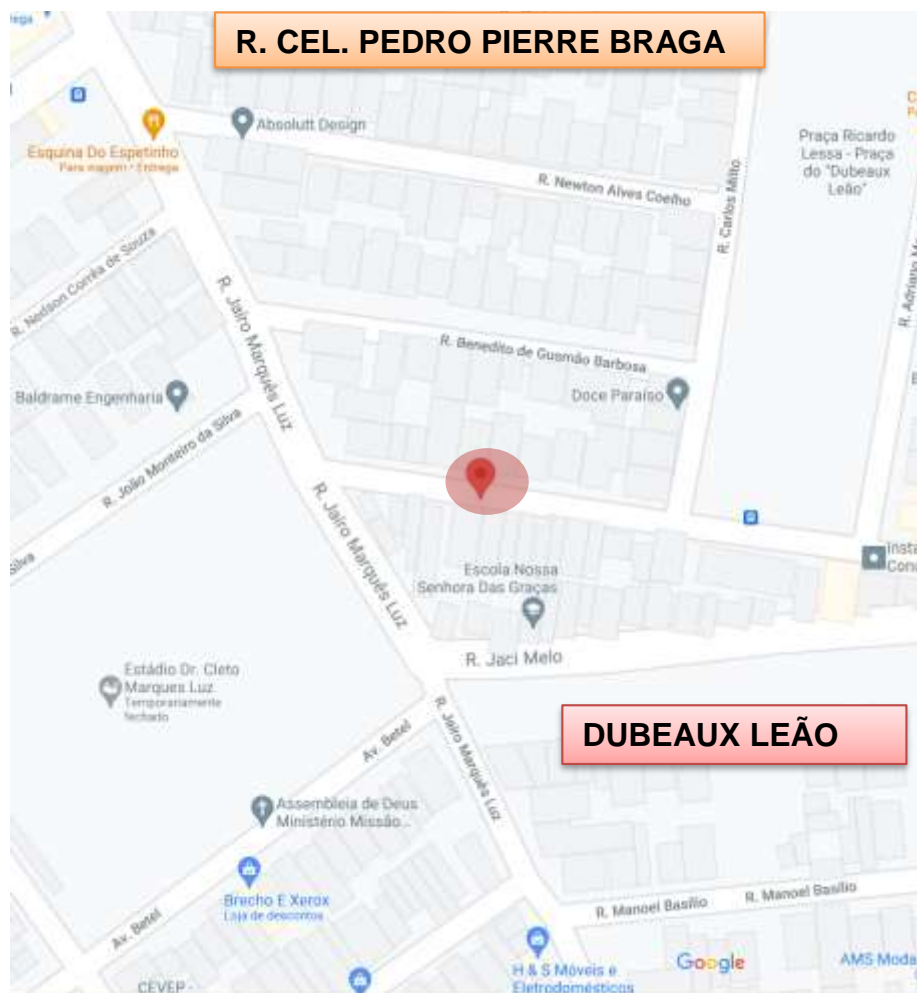 R. CEL. PEDRO PIERRE BRAGA
Absolutt Design
Esquina Do Espetinho
Para viagem • Entrega
Praça Ricardo
Lessa - Praça
do "Dubeaux
Leão"
R. Newton Alves Coelho
R. Carlos Milito
R. Nedson Corrêa de Souza
R. Jairo Marquês Luz
R. Benedito de Gusmão Barbosa
Baldrame Engenharia
Doce Paraíso
R. João Monteiro da Silva
R. Jairo Marquês Luz
Silva
Escola Nossa
Senhora Das Graças
R. Jaci Melo
Estádio Dr. Cleto
Marques Luz
Temporariamente
fechado
DUBEAUX LEÃO
R. Jairo Marquês Luz
Av. Betel
Assembleia de Deus
Ministério Missão...
Brecho E Xerox
Loja de descontos
R. Manoel Basílio
R. Manoel Basílio
Av. Betel
H & S Móveis e
Eletrodomésticos
Google
AMS Moda
CEVEP -